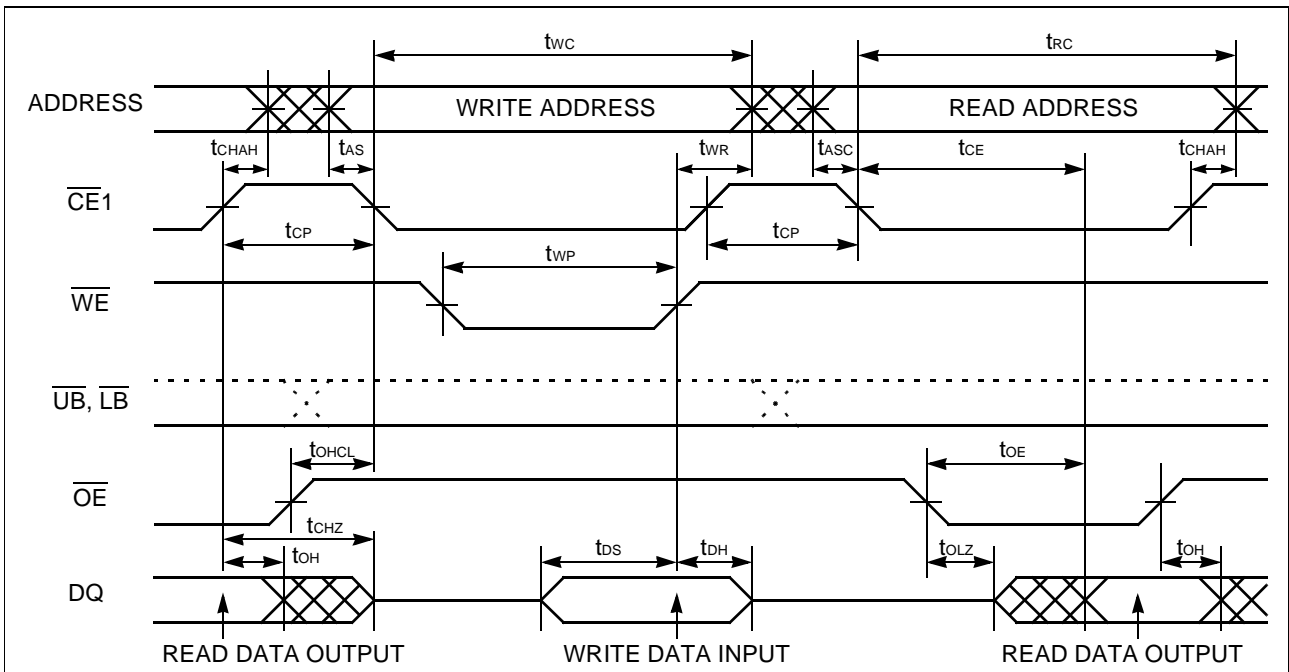 tWC tRC
ADDRESS WRITE ADDRESS READ ADDRESS
tCHAH tAS tWR tASC tCE tCHAH
CE1
tCP tCP
tWP
WE
UB, LB
tOHCL tOE
OE
tCHZ
tOH tDS tDH tOLZ tOH
DQ
READ DATA OUTPUT WRITE DATA INPUT READ DATA OUTPUT